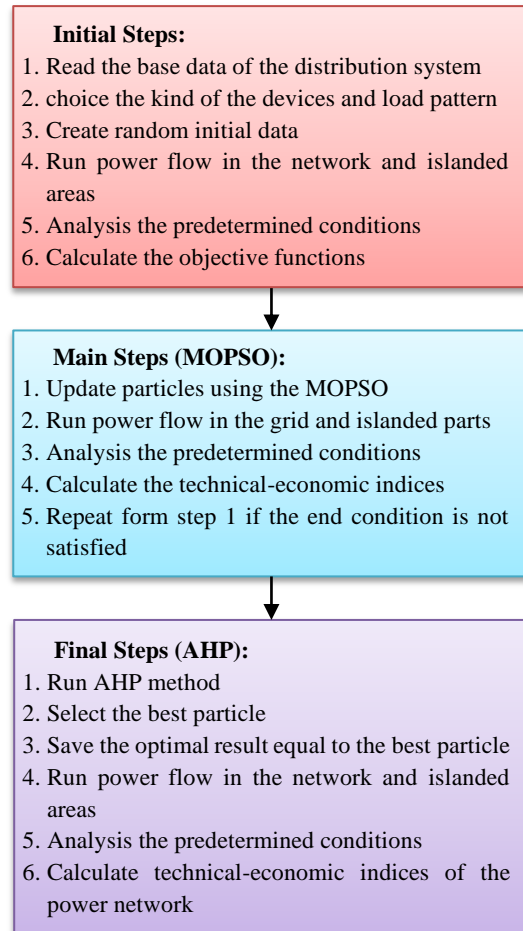 Initial Steps:
1. Read the base data of the distribution system
2. choice the kind of the devices and load pattern
3. Create random initial data
4. Run power flow in the network and islanded
areas
5. Analysis the predetermined conditions
6. Calculate the objective functions
Main Steps (MOPSO):
1. Update particles using the MOPSO
2. Run power flow in the grid and islanded parts
3. Analysis the predetermined conditions
4. Calculate the technical-economic indices
5. Repeat form step 1 if the end condition is not
satisfied
Final Steps (AHP):
1. Run AHP method
2. Select the best particle
3. Save the optimal result equal to the best particle
4. Run power flow in the network and islanded
areas
5. Analysis the predetermined conditions
6. Calculate technical-economic indices of the
power network